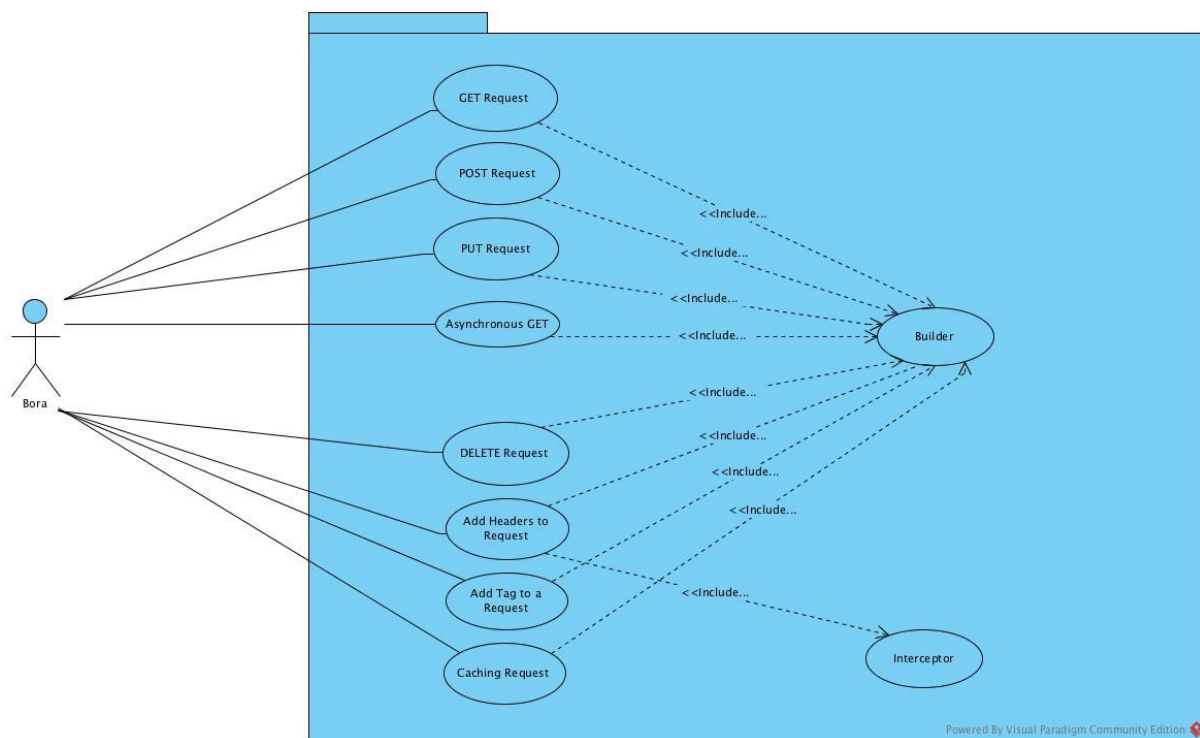 GET Request
POST Request
<<Include...
PUT Request
<<Include...
<<Include...
Asynchronous GET
<<Include...
Builder
Bora
<<Include...
<<Include...
DELETE Request
<<Include...
<<Include...
Add Headers to
Request
Add Tag to a
Request
<<Include...
Interceptor
Caching Request
Powered By Visual Paradigm Community Edition